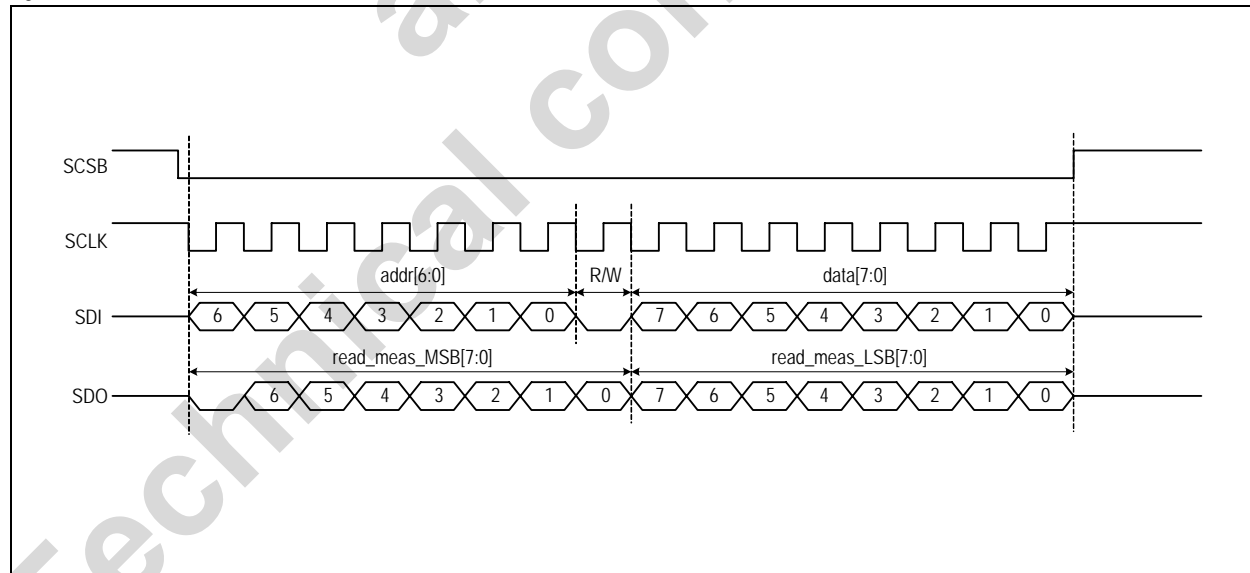 Technical con
SCSB
SCLK
addr[6:0] R/W data[7:0]
SDI 6 5 4 3 2 1 0 7 6 5 4 3 2 1 0
read_meas_MSB[7:0] read_meas_LSB[7:0]
SDO 6 5 4 3 2 1 0 7 6 5 4 3 2 1 0